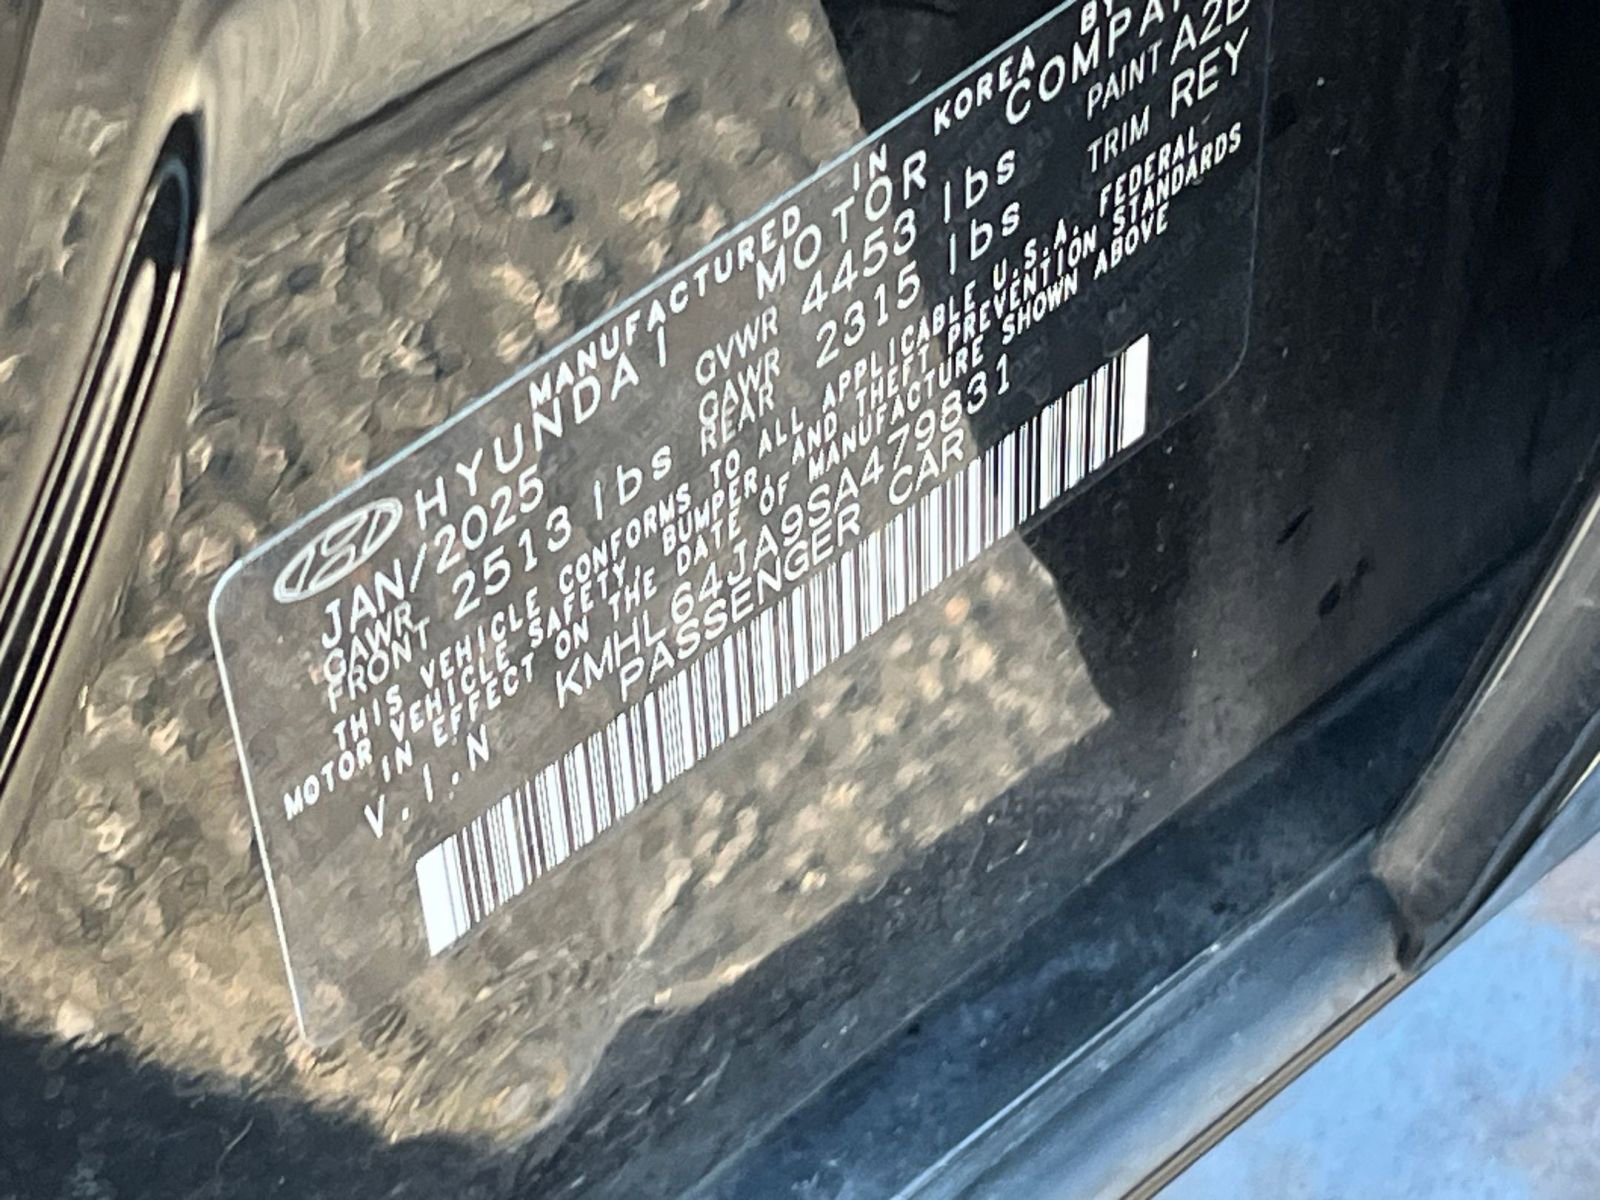 MANUFACTURED IN KOREA BY
HYUNDAI MOTOR
JAN/2025 GVWR 4453 lbs PAINT
GAWR FRONT 2513 lbs GAWR REAR 2315 lbs TRIM REY
THIS VEHICLE CONFORMS TO ALL APPLICABLE U.S.A. FEDERAL
MOTOR VEHICLE SAFETY, BUMPER, AND THEFT PREVENTION STANDARDS
IN EFFECT ON THE DATE OF MANUFACTURE SHOWN ABOVE
V.I.N KMHL64JA9SA479831
PASSENGER CAR